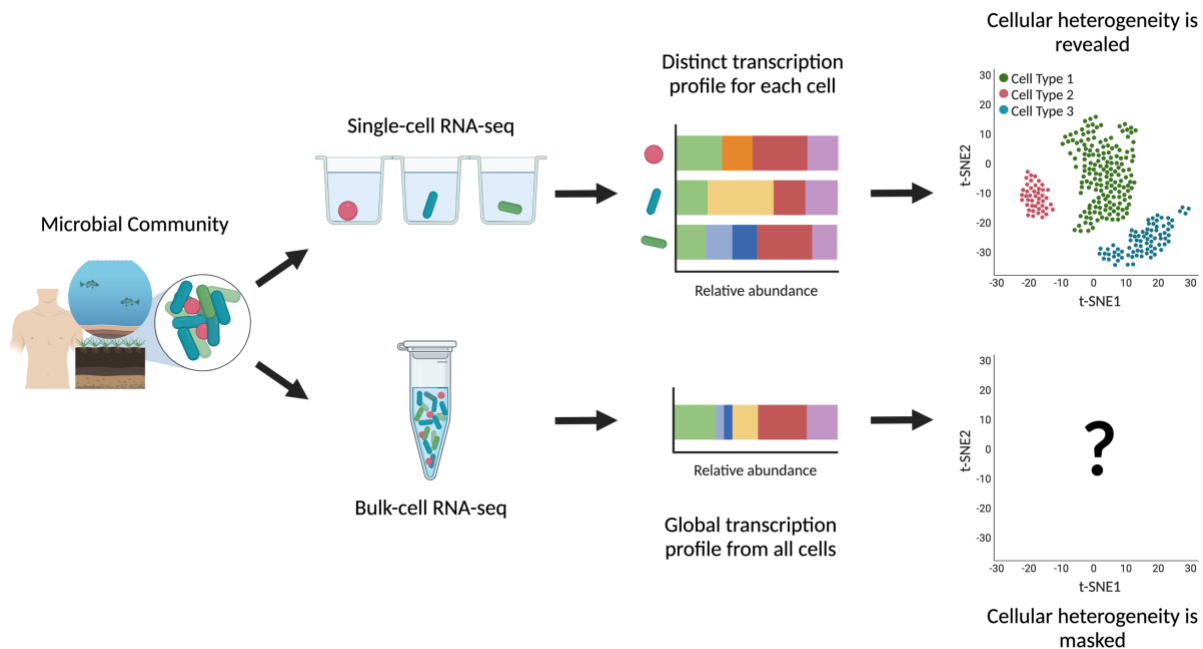 Microbial Community
Single-cell RNA-seq
Distinct transcription
profile for each cell
Relative abundance
Cellular heterogeneity is
revealed
Cell Type 1
Cell Type 2
Cell Type 3
t-SNE2
30
20
10
0
-10
-20
-30
-30 -20 -10 0 10 20 30
t-SNE1
Bulk-cell RNA-seq
Relative abundance
Global transcription
profile from all cells
t-SNE2
30
20
10
0
-10
-20
-30
?
-30 -20 -10 0 10 20 30
t-SNE1
Cellular heterogeneity is
masked